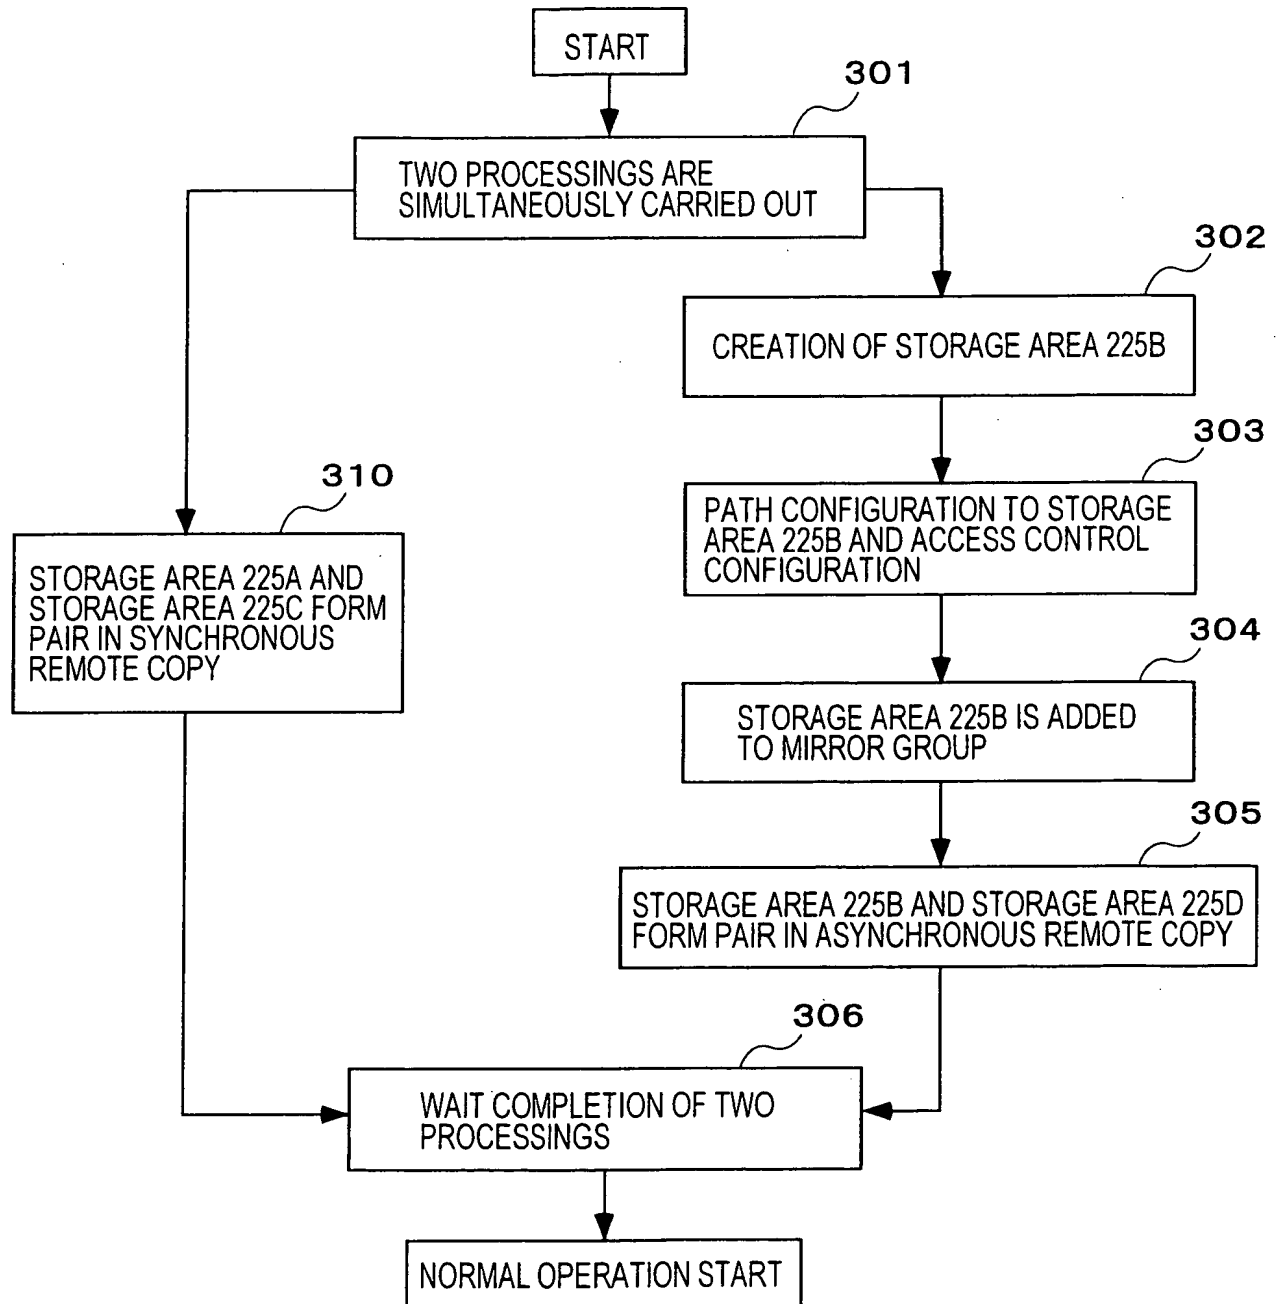 START
301
TWO PROCESSINGS ARE
SIMULTANEOUSLY CARRIED OUT
302
CREATION OF STORAGE AREA 225B
303
PATH CONFIGURATION TO STORAGE
AREA 225B AND ACCESS CONTROL
CONFIGURATION
310
STORAGE AREA 225A AND
STORAGE AREA 225C FORM
PAIR IN SYNCHRONOUS
REMOTE COPY
304
STORAGE AREA 225B IS ADDED
TO MIRROR GROUP
305
STORAGE AREA 225B AND STORAGE AREA 225D
FORM PAIR IN ASYNCHRONOUS REMOTE COPY
306
WAIT COMPLETION OF TWO
PROCESSINGS
NORMAL OPERATION START